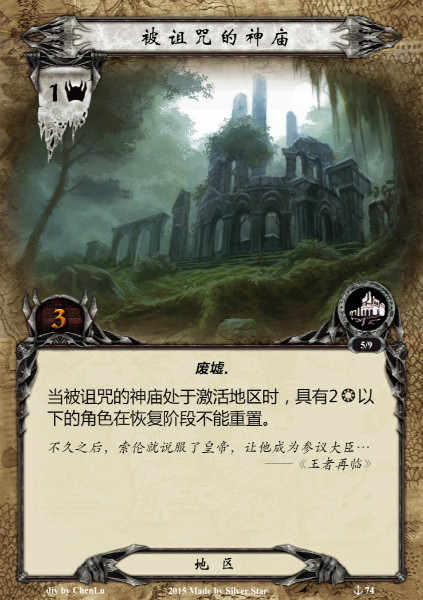 被诅咒的神庙
1
3
5/9
废墟.
当被诅咒的神庙处于激活地区时，具有2以
下的角色在恢复阶段不能重置。
不久之后，索伦就说服了皇帝，让他成为参议大臣…
——《王者再临》
地区
diy by ChenLu
2015 Made by Silver Star
74